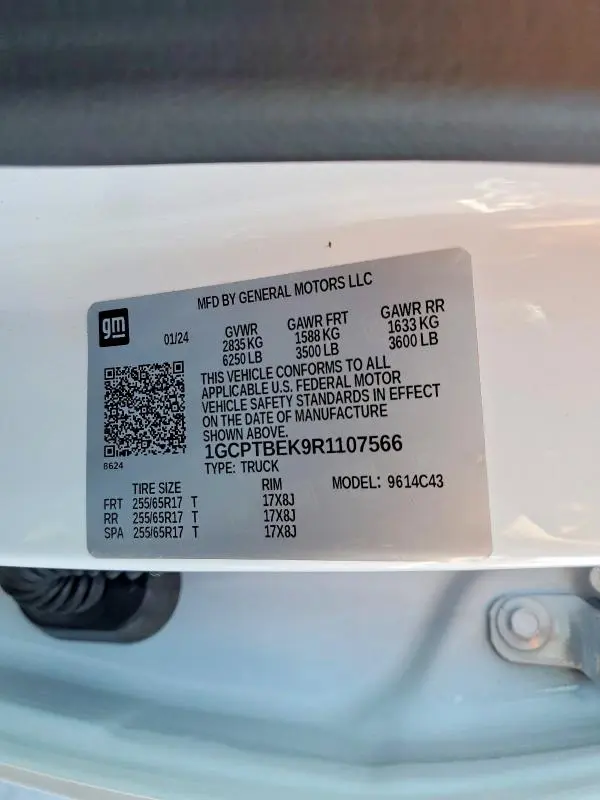 MFD BY GENERAL MOTORS LLC
gm
01/24
GVWR GAWR FRT GAWR RR
2835 KG 1588 KG 1633 KG
6250 LB 3500 LB 3600 LB
THIS VEHICLE CONFORMS TO ALL
APPLICABLE U.S. FEDERAL MOTOR
VEHICLE SAFETY STANDARDS IN EFFECT
ON THE DATE OF MANUFACTURE
SHOWN ABOVE.
1GCPTBEK9R1107566
8624
TYPE: TRUCK
TIRE SIZE RIM MODEL: 9614C43
FRT 255/65R17 T 17X8J
RR 255/65R17 T 17X8J
SPA 255/65R17 T 17X8J